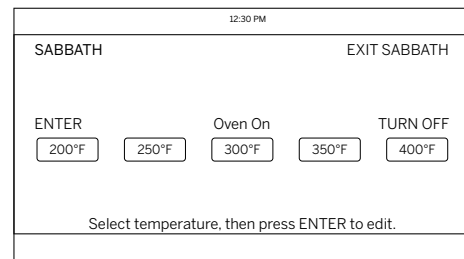 12:30 PM
SABBATH EXIT SABBATH
ENTER Oven On TURN OFF
200°F 250°F 300°F 350°F 400°F
Select temperature, then press ENTER to edit.